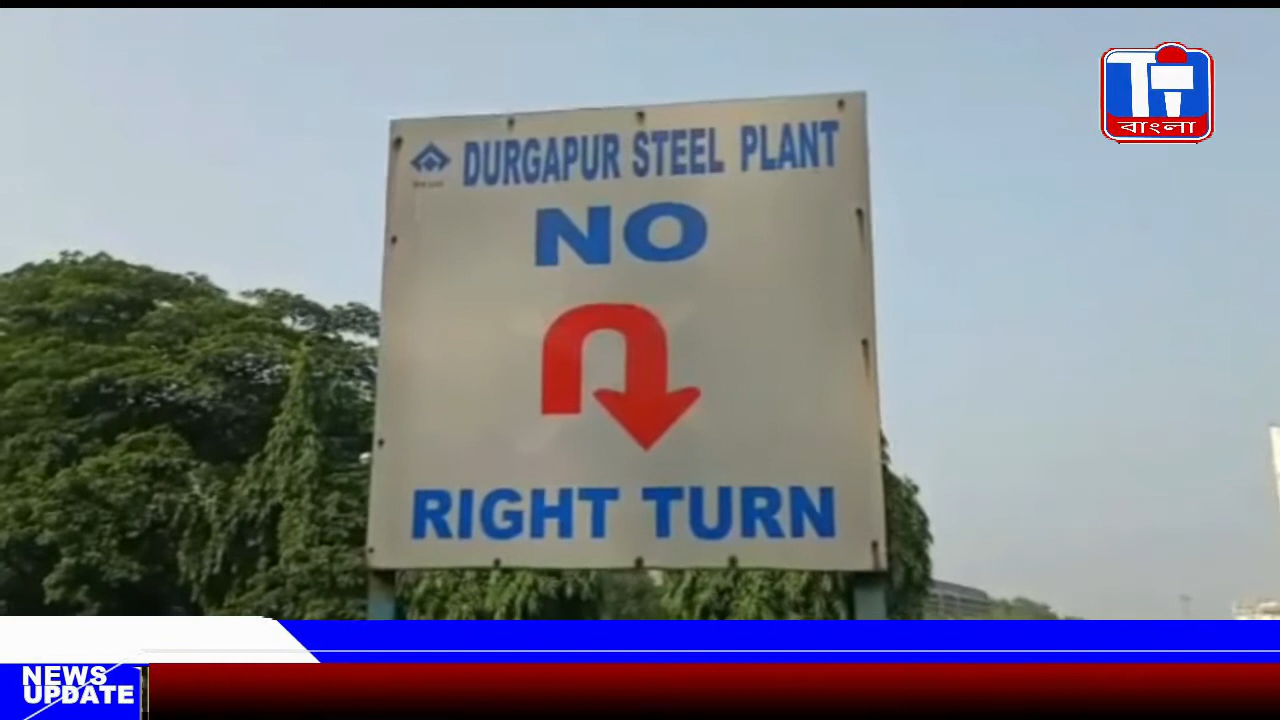 DURGAPUR STEEL PLANT
NO
RIGHT TURN
বাংলা
NEWS
UPDATE